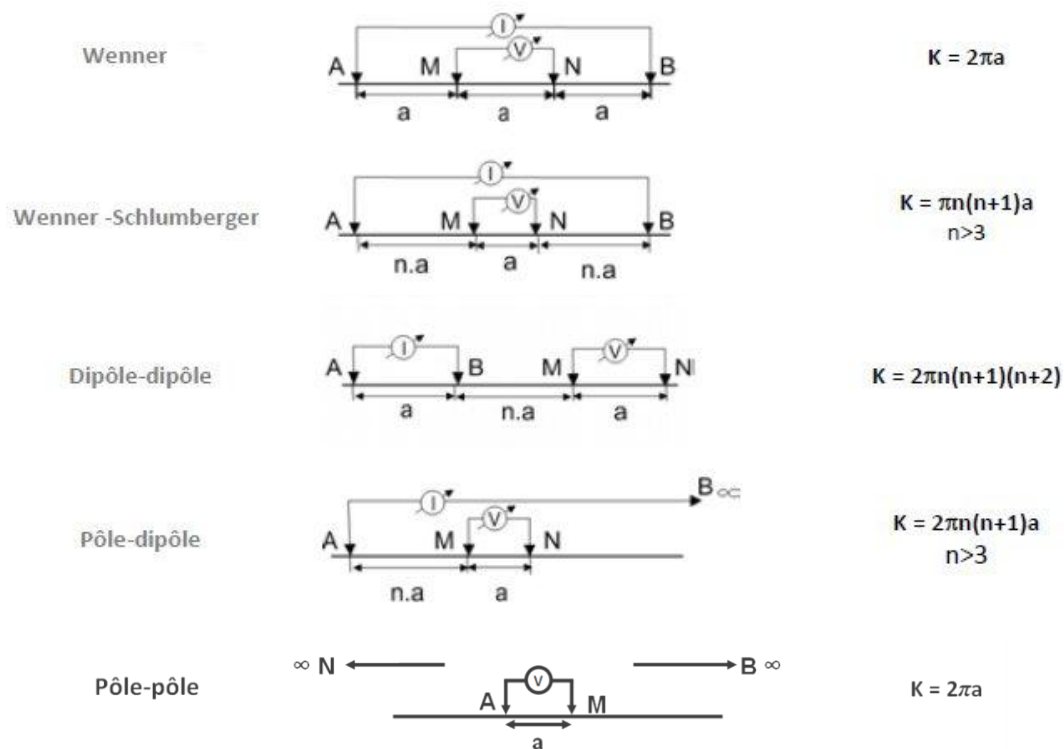 I
V
Wenner
A M N B
K = 2πa
a a a
I
V
Wenner -Schlumberger
A M N B
K = πn(n+1)a
n>3
n.a a n.a
I V
Dipôle-dipôle
A B M N
K = 2πn(n+1)(n+2)
a n.a a
B ∞
I
V
Pôle-dipôle
A M N
K = 2πn(n+1)a
n>3
n.a a
∞ N B ∞
V
Pôle-pôle
A M
K = 2πa
a